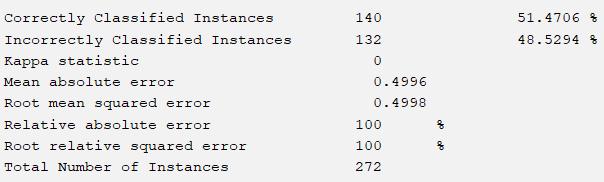 Correctly Classified Instances 140 51.4706 %
Incorrectly Classified Instances 132 48.5294 %
Kappa statistic 0
Mean absolute error 0.4996
Root mean squared error 0.4998
Relative absolute error 100 %
Root relative squared error 100 %
Total Number of Instances 272